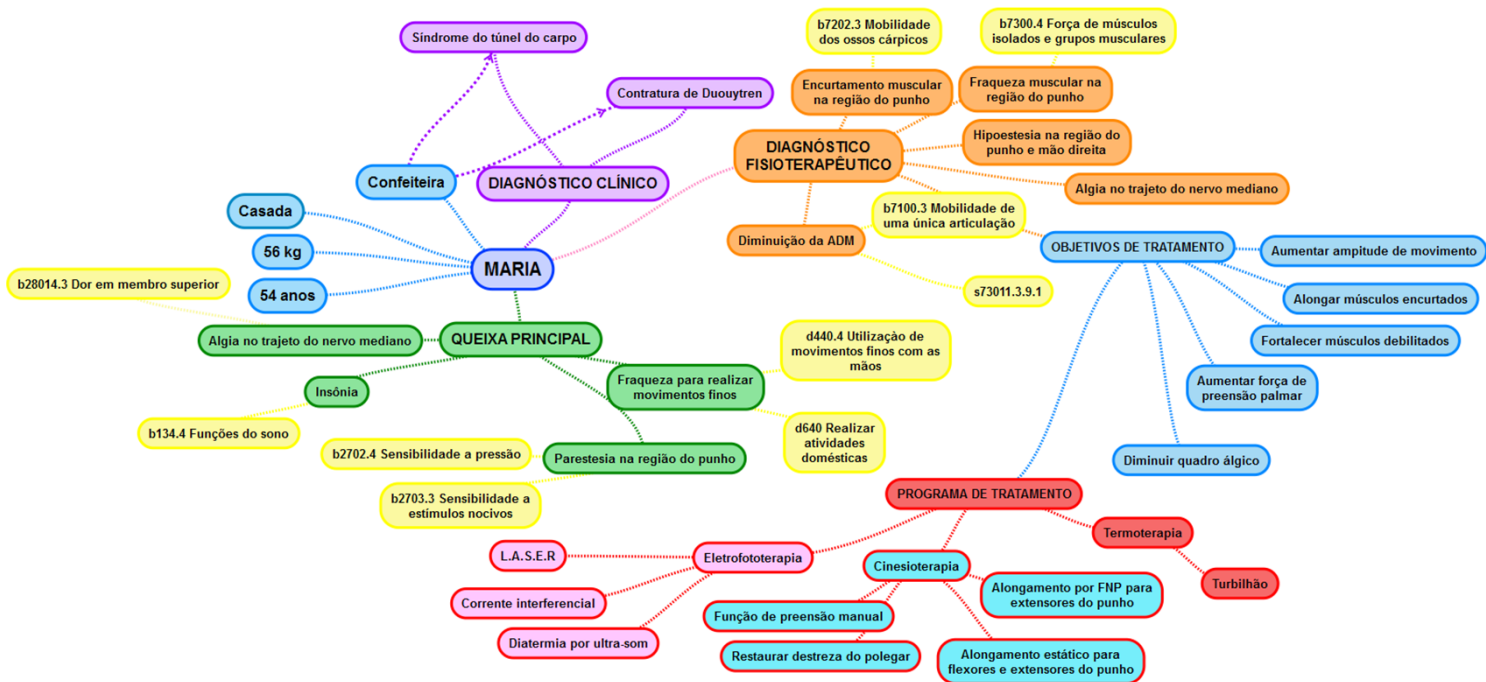 Síndrome do túnel do carpo
b7202.3 Mobilidade
dos ossos cárpicos
b7300.4 Força de músculos
isolados e grupos musculares
Contratura de Duouytren
Encurtamento muscular
na região do punho
Fraqueza muscular na
região do punho
DIAGNÓSTICO
FISIOTERAPÊUTICO
Hipoestesia na região do
punho e mão direita
Confeiteira
DIAGNÓSTICO CLÍNICO
Algia no trajeto do nervo mediano
Casada
b7100.3 Mobilidade de
uma única articulação
Diminuição da ADM
OBJETIVOS DE TRATAMENTO
Aumentar amplitude de movimento
56 kg
MARIA
b28014.3 Dor em membro superior
54 anos
s73011.3.9.1
Alongar músculos encurtados
Algia no trajeto do nervo mediano
QUEIXA PRINCIPAL
d440.4 Utilização de
movimentos finos com as
mãos
Fortalecer músculos debilitados
Insônia
Fraqueza para realizar
movimentos finos
Aumentar força de
preensão palmar
b134.4 Funções do sono
d640 Realizar
atividades
domésticas
b2702.4 Sensibilidade a pressão
Parestesia na região do punho
Diminuir quadro álgico
b2703.3 Sensibilidade a
estímulos nocivos
PROGRAMA DE TRATAMENTO
Termoterapia
L.A.S.E.R
Eletrofototerapia
Cinesioterapia
Turbilhão
Corrente interferencial
Alongamento por FNP para
extensores do punho
Função de preensão manual
Diatermia por ultra-som
Restaurar destreza do polegar
Alongamento estático para
flexores e extensores do punho